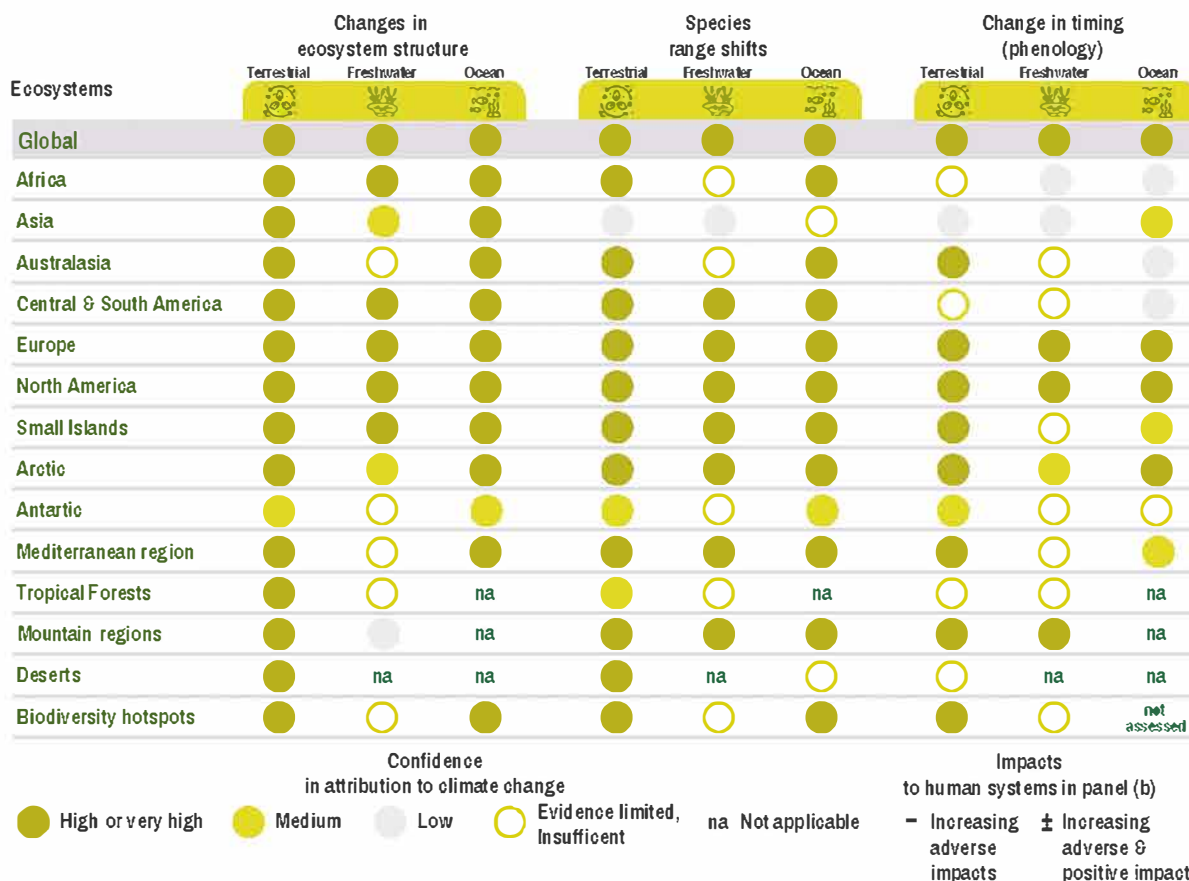 Changes in
ecosystem structure
Species
range shifts
Change in timing
(phenology)
Ecosystems
Terrestrial Freshwater Ocean
Terrestrial Freshwater Ocean
Terrestrial Freshwater Ocean
Global
Africa
Asia
Australasia
Central & South America
Europe
North America
Small Islands
Arctic
Antartic
Mediterranean region
Tropical Forests na na na
Mountain regions na na
Deserts na na na na na
Biodiversity hotspots not
assessed
Confidence
in attribution to climate change
High or very high
Medium
Low
Evidence limited,
Insufficent
na Not applicable
Impacts
to human systems in panel (b)
− Increasing
adverse
impacts
± Increasing
adverse &
positive impact